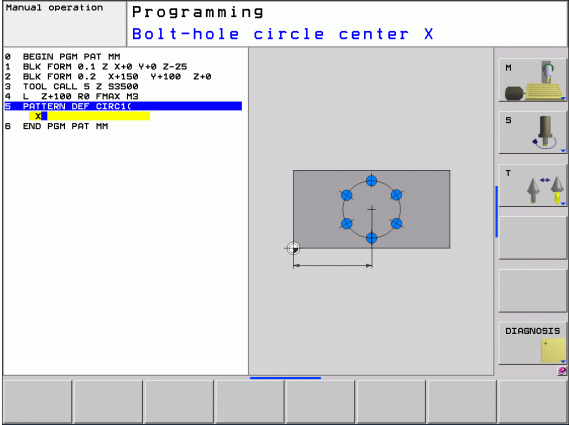 Manual operation
Programming
Bolt-hole circle center X
0 BEGIN PGM PAT MM
1 BLK FORM 0.1 Z X+0 Y+0 Z-25
2 BLK FORM 0.2 X+150 Y+100 Z+0
3 TOOL CALL 5 Z S3500
4 L Z+100 R0 FMAX M3
5 PATTERN DEF CIRC1(
X
6 END PGM PAT MM
M
S
T
DIAGNOSIS